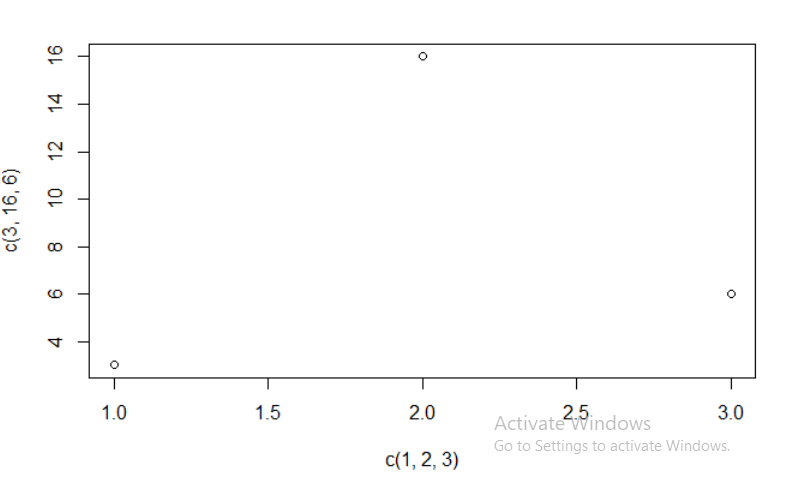 16
14
12
10
8
6
4
c(3, 16, 6)
1.0 1.5 2.0 2.5 3.0
c(1, 2, 3)
Activate Windows
Go to Settings to activate Windows.